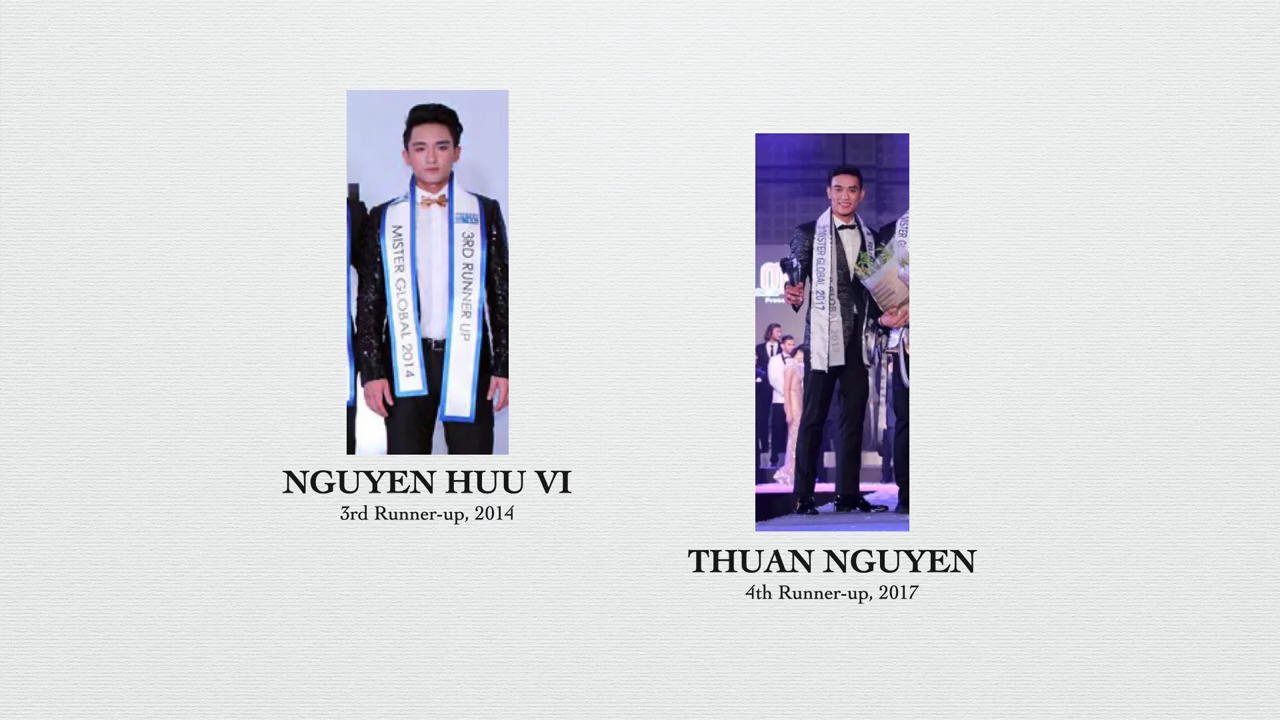 MISTER GLOBAL 2014
3RD RUNNER UP
NGUYEN HUU VI
3rd Runner-up, 2014
MISTER GLOBAL 2017
THUAN NGUYEN
4th Runner-up, 2017